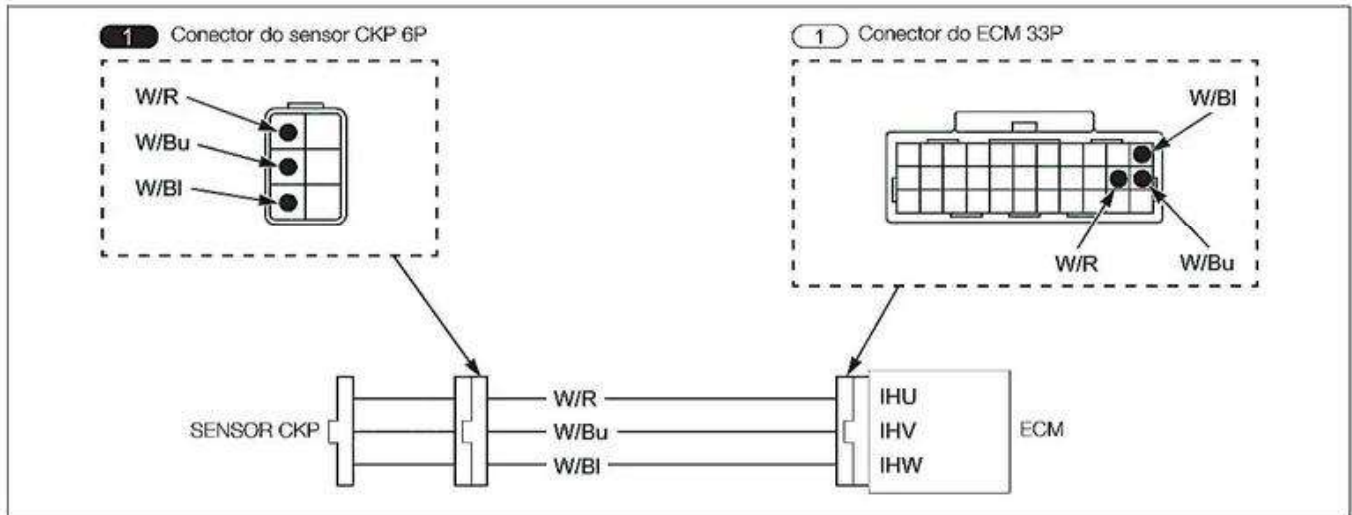 1 Conector do sensor CKP 6P
W/R
W/Bu
W/Bl
1 Conector do ECM 33P
W/Bl
W/R
W/Bu
SENSOR CKP
W/R
W/Bu
W/Bl
IHU
IHV
IHW
ECM